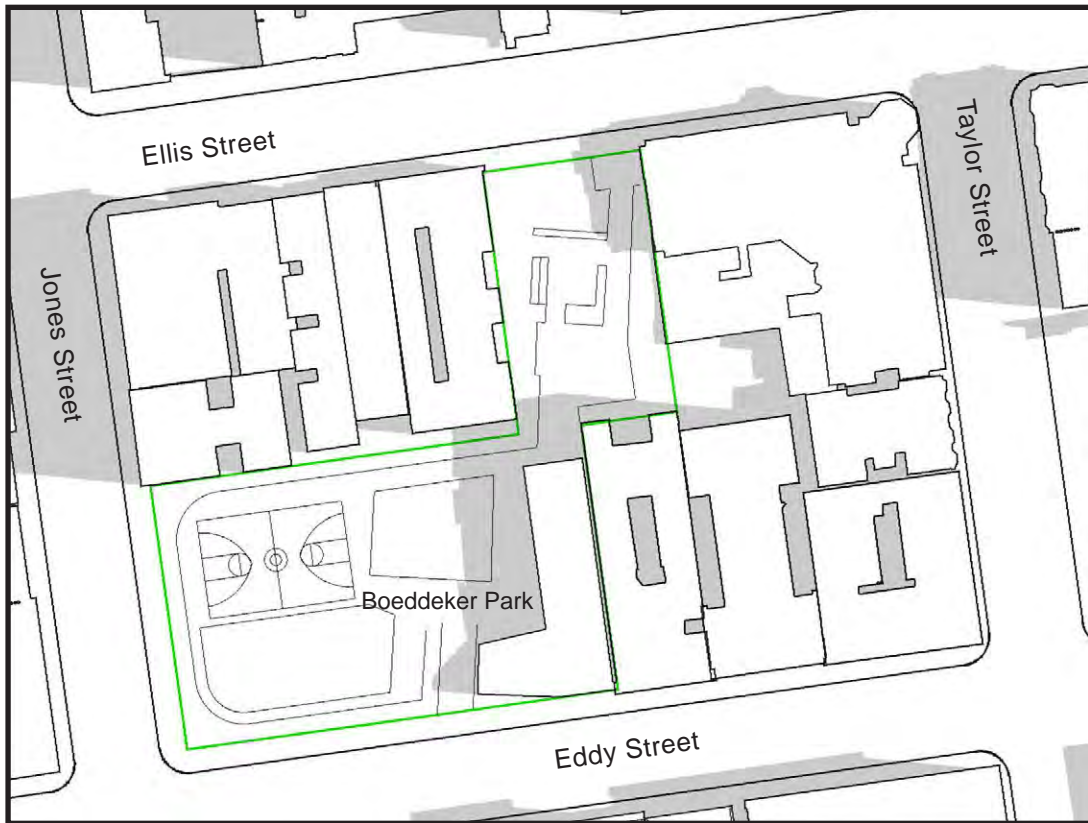 Ellis Street
Taylor Street
Jones Street
Boeddeker Park
Eddy Street